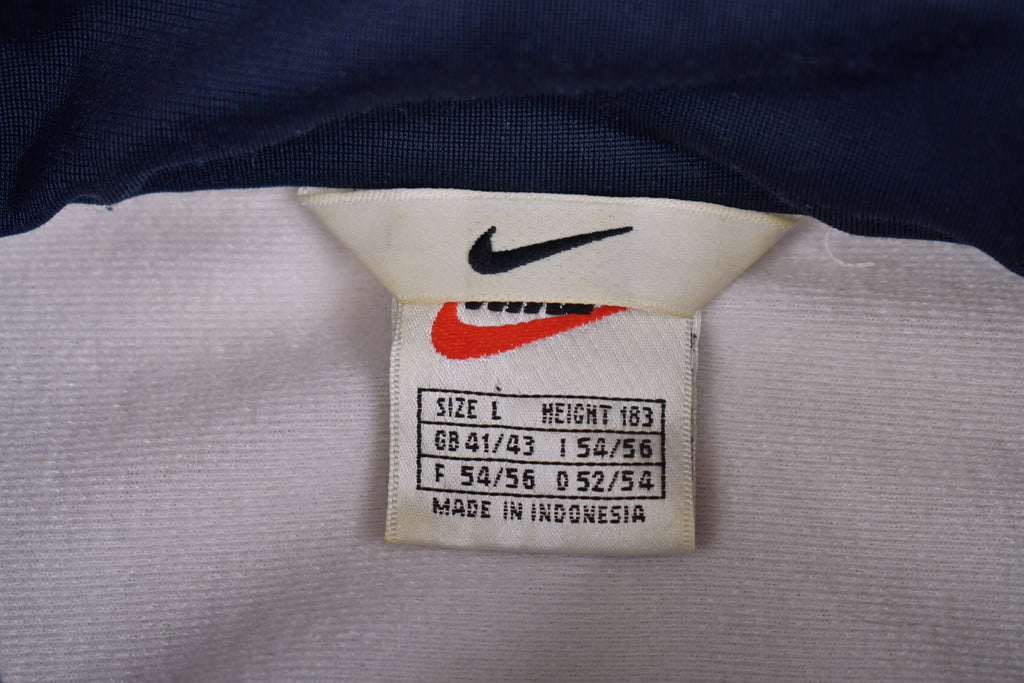 SIZE L HEIGHT 183
GB 41/43 I 54/56
F 54/56 D 52/54
MADE IN INDONESIA